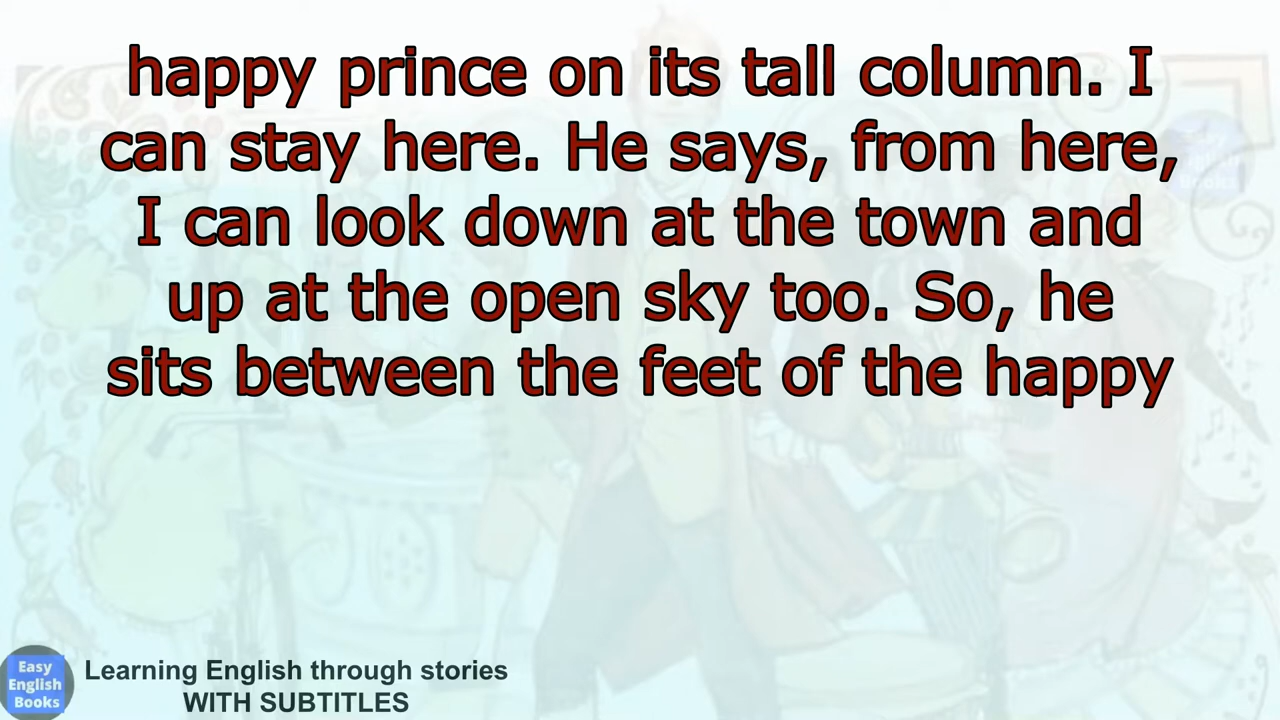 happy prince on its tall column. I
can stay here. He says, from here,
I can look down at the town and
up at the open sky too. So, he
sits between the feet of the happy
Easy
English
Books
Learning English through stories
WITH SUBTITLES
English
Books